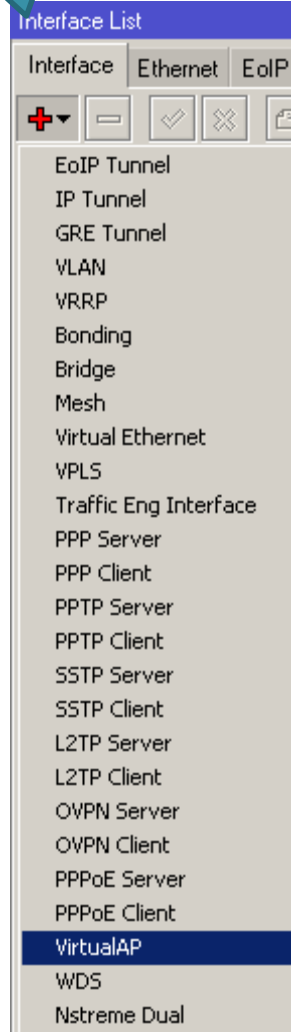 Interface List
Interface Ethernet EoIP
EoIP Tunnel
IP Tunnel
GRE Tunnel
VLAN
VRRP
Bonding
Bridge
Mesh
Virtual Ethernet
VPLS
Traffic Eng Interface
PPP Server
PPP Client
PPTP Server
PPTP Client
SSTP Server
SSTP Client
L2TP Server
L2TP Client
OVPN Server
OVPN Client
PPPoE Server
PPPoE Client
VirtualAP
WDS
Nstreme Dual